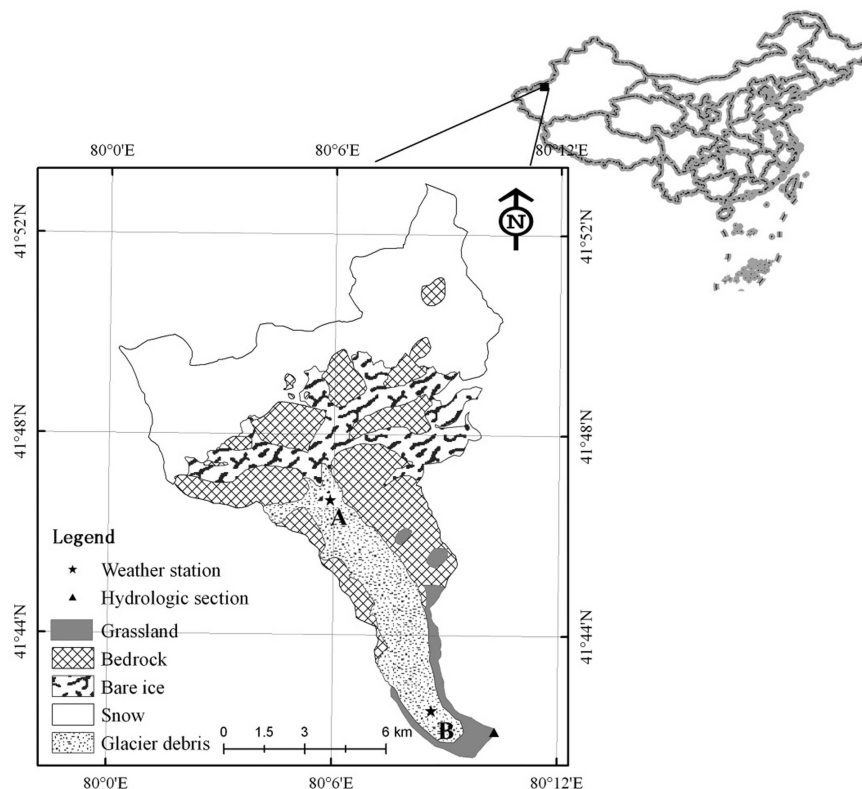 80°0'E 80°6'E 80°12'E
N
41°52'N 41°52'N
41°48'N 41°48'N
A
Legend
Weather station
Hydrologic section
Grassland
41°44'N 41°44'N
Bedrock
Bare ice
Snow
Glacier debris
B
0 1.5 3 6 km
80°0'E 80°6'E 80°12'E